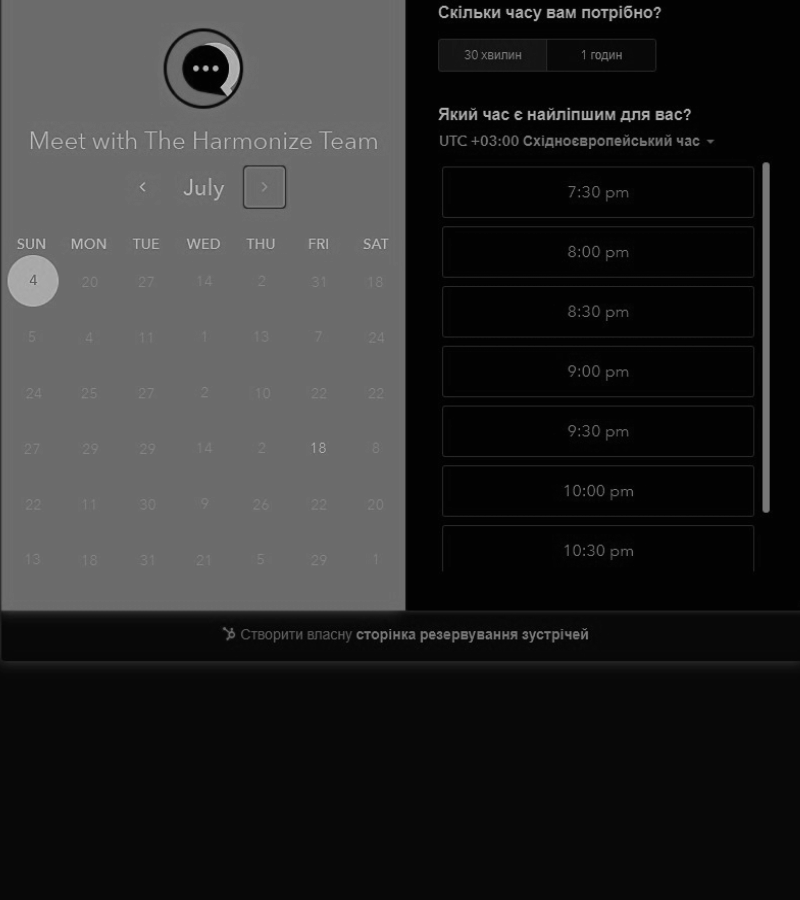 Meet with The Harmonize Team
July
SUN MON TUE WED THU FRI SAT
4 20 27 14 2 31 18
5 4 11 1 13 7 24
24 25 27 2 10 22 22
27 29 29 14 2 18 8
22 11 30 9 26 22 20
13 18 31 21 5 29 1
Скільки часу вам потрібно?
30 хвилин 1 годин
Який час є найліпшим для вас?
UTC +03:00 Східноєвропейський час
7:30 pm
8:00 pm
8:30 pm
9:00 pm
9:30 pm
10:00 pm
10:30 pm
Створити власну сторінка резервування зустрічей